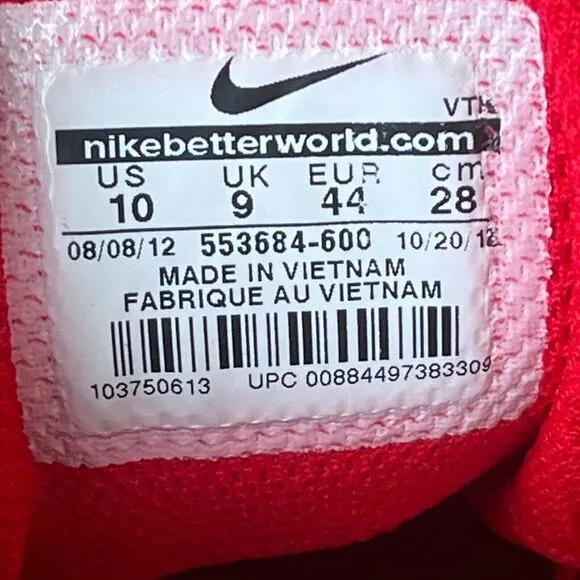 VTK
nikebetterworld.com
US UK EUR cm
10 9 44 28
08/08/12 553684-600 10/20/12
MADE IN VIETNAM
FABRIQUE AU VIETNAM
103750613 UPC 00884497383309